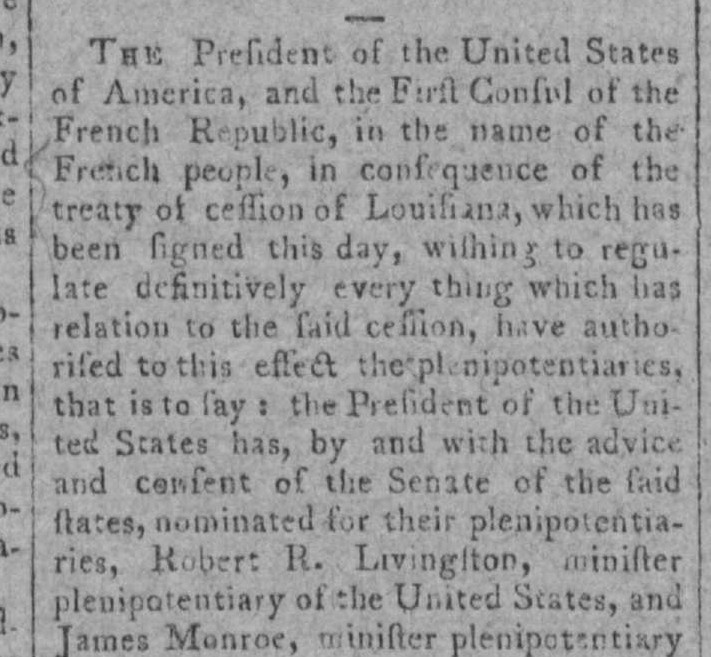 THE Preſident of the United States
of America, and the Firſt Conſul of the
French Republic, in the name of the
French people, in conſequence of the
treaty of ceſſion of Louiſiana, which has
been ſigned this day, wiſhing to regu-
late definitively every thing which has
relation to the ſaid ceſſion, have autho-
riſed to this effect the plenipotentiaries,
that is to ſay : the Preſident of the Uni-
ted States has, by and with the advice
and conſent of the Senate of the ſaid
ſtates, nominated for their plenipotentia-
ries, Robert R. Livingſton, miniſter
plenipotentiary of the United States, and
James Monroe, miniſter plenipotentiary